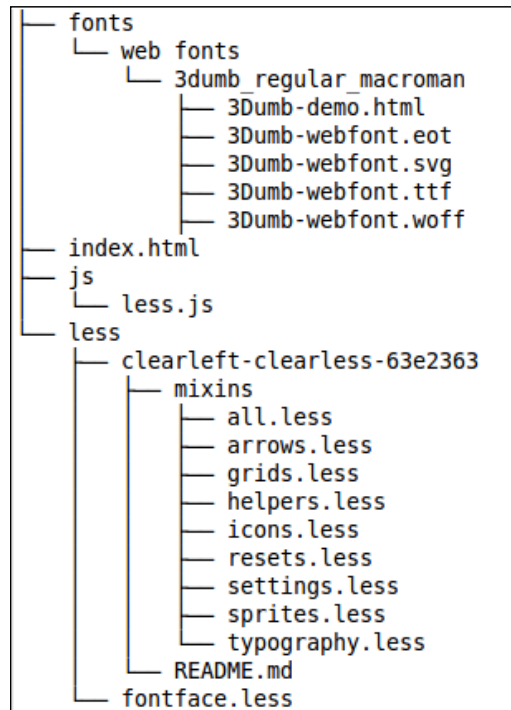 ├── fonts
│   └── web fonts
│       └── 3dumb_regular_macroman
│           ├── 3Dumb-demo.html
│           ├── 3Dumb-webfont.eot
│           ├── 3Dumb-webfont.svg
│           ├── 3Dumb-webfont.ttf
│           ├── 3Dumb-webfont.woff
├── index.html
├── js
│   └── less.js
└── less
    ├── clearleft-clearless-63e2363
    │   ├── mixins
    │   │   ├── all.less
    │   │   ├── arrows.less
    │   │   ├── grids.less
    │   │   ├── helpers.less
    │   │   ├── icons.less
    │   │   ├── resets.less
    │   │   ├── settings.less
    │   │   ├── sprites.less
    │   │   └── typography.less
    │   └── README.md
    └── fontface.less